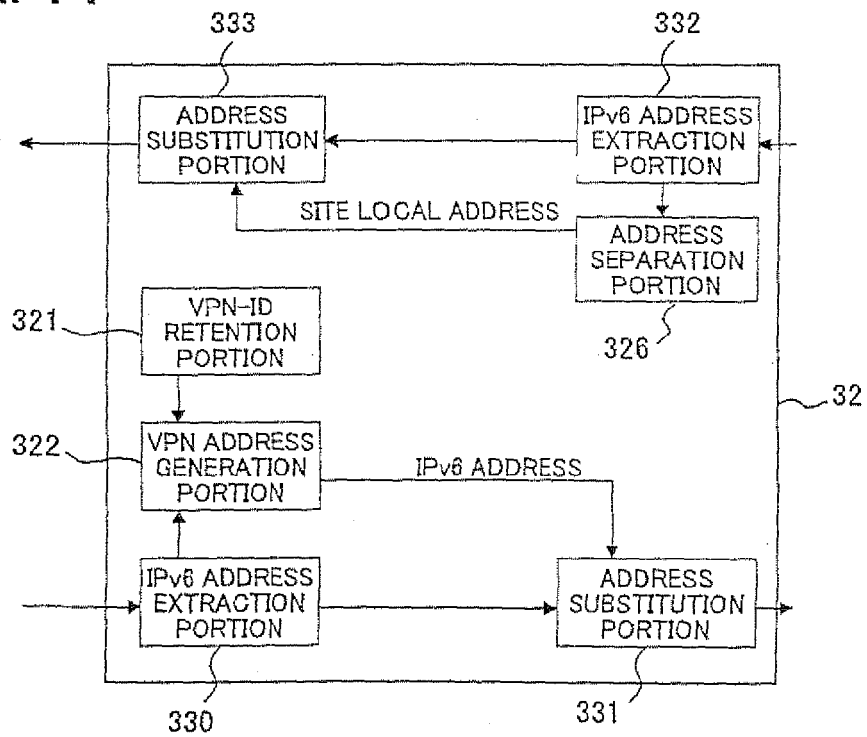 333
332
ADDRESS
SUBSTITUTION
PORTION
IPv6 ADDRESS
EXTRACTION
PORTION
SITE LOCAL ADDRESS
ADDRESS
SEPARATION
PORTION
326
321
VPN-ID
RETENTION
PORTION
32
322
VPN ADDRESS
GENERATION
PORTION
IPv6 ADDRESS
IPv6 ADDRESS
EXTRACTION
PORTION
ADDRESS
SUBSTITUTION
PORTION
330
331